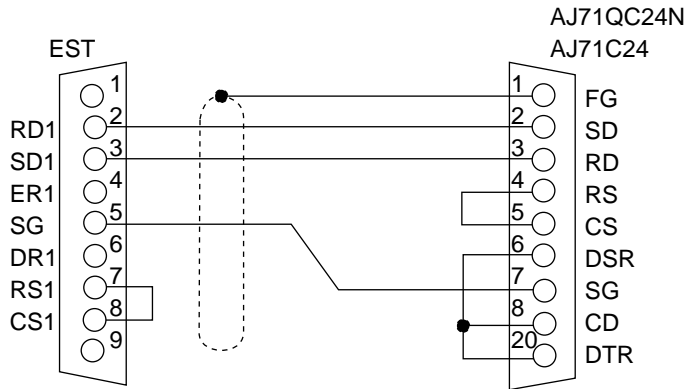 AJ71QC24N
EST AJ71C24
1
RD1 2
SD1 3
ER1 4
SG 5
DR1 6
RS1 7
CS1 8
9
1 FG
2 SD
3 RD
4 RS
5 CS
6 DSR
7 SG
8 CD
20 DTR